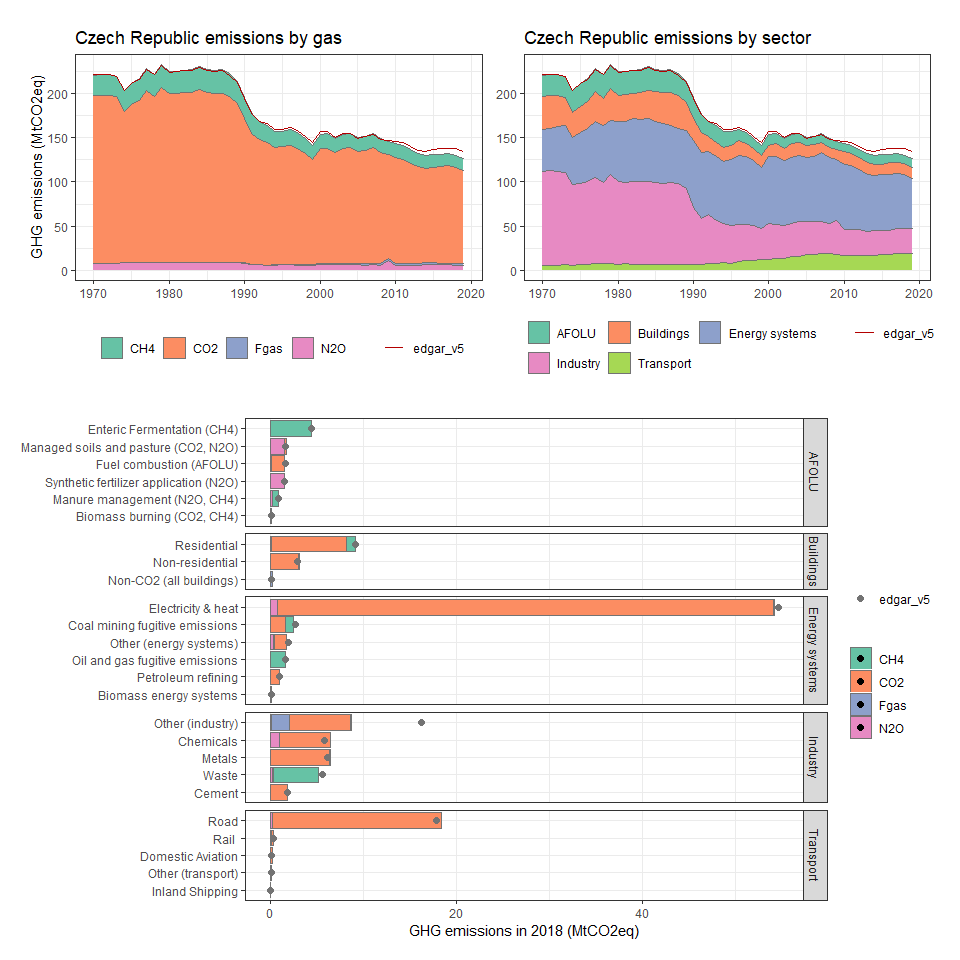 Czech Republic emissions by gas
GHG emissions (MtCO2eq)
200
150
100
50
0
1970
1980
1990
2000
2010
2020
CH4
CO2
Fgas
N2O
edgar_v5
Czech Republic emissions by sector
200
150
100
50
0
1970
1980
1990
2000
2010
2020
AFOLU
Buildings
Energy systems
edgar_v5
Industry
Transport
Enteric Fermentation (CH4)
Managed soils and pasture (CO2, N2O)
Fuel combustion (AFOLU)
Synthetic fertilizer application (N2O)
Manure management (N2O, CH4)
Biomass burning (CO2, CH4)
AFOLU
Residential
Non-residential
Non-CO2 (all buildings)
Buildings
Electricity & heat
Coal mining fugitive emissions
Other (energy systems)
Oil and gas fugitive emissions
Petroleum refining
Biomass energy systems
Energy systems
Other (industry)
Chemicals
Metals
Waste
Cement
Industry
Road
Rail
Domestic Aviation
Other (transport)
Inland Shipping
Transport
0
20
40
GHG emissions in 2018 (MtCO2eq)
edgar_v5
CH4
CO2
Fgas
N2O